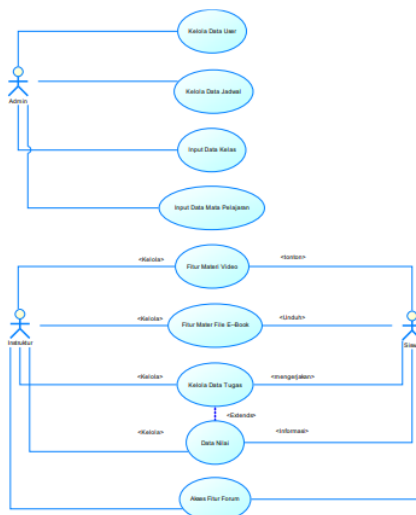 Kelola Data User
Kelola Data Jadwal
Admin
Input Data Kelas
Input Data Mata Pelajaran
<Kelola>
<tonton>
Fitur Materi Video
<Kelola>
<Unduh>
Fitur Mater File E-Book
Instruktur
<Kelola>
<mengerjakan>
Kelola Data Tugas
<Extends>
<Kelola>
<Informasi>
Data Nilai
Akses Fitur Forum